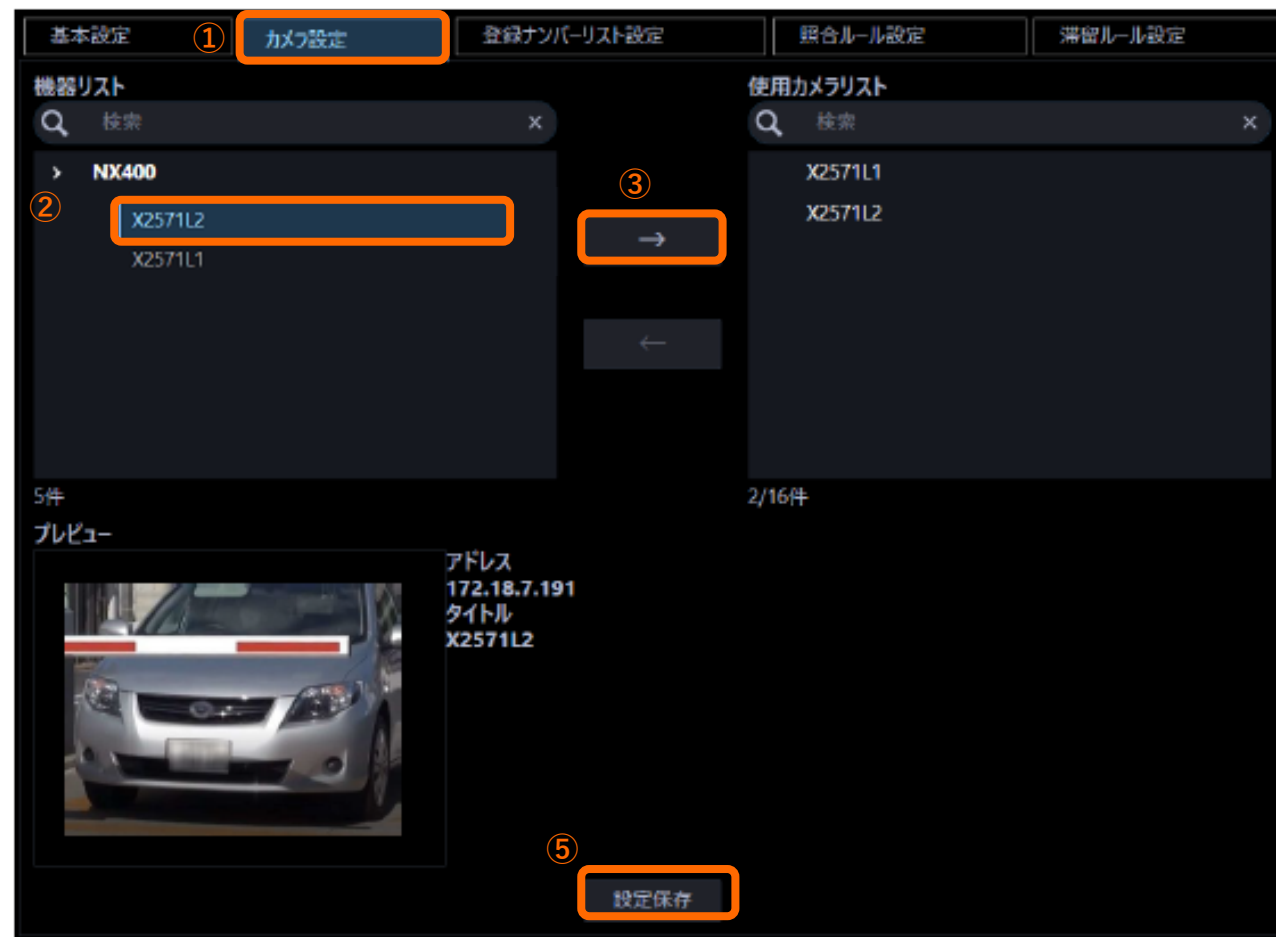 基本設定 ① カメラ設定 登録ナンバーリスト設定 照合ルール設定 滞留ルール設定
機器リスト 使用カメラリスト
検索 × 検索 ×
> NX400 ③ X2571L1
② X2571L2 → X2571L2
X2571L1
←
5件 2/16件
プレビュー
アドレス
172.18.7.191
タイトル
X2571L2
⑤
設定保存